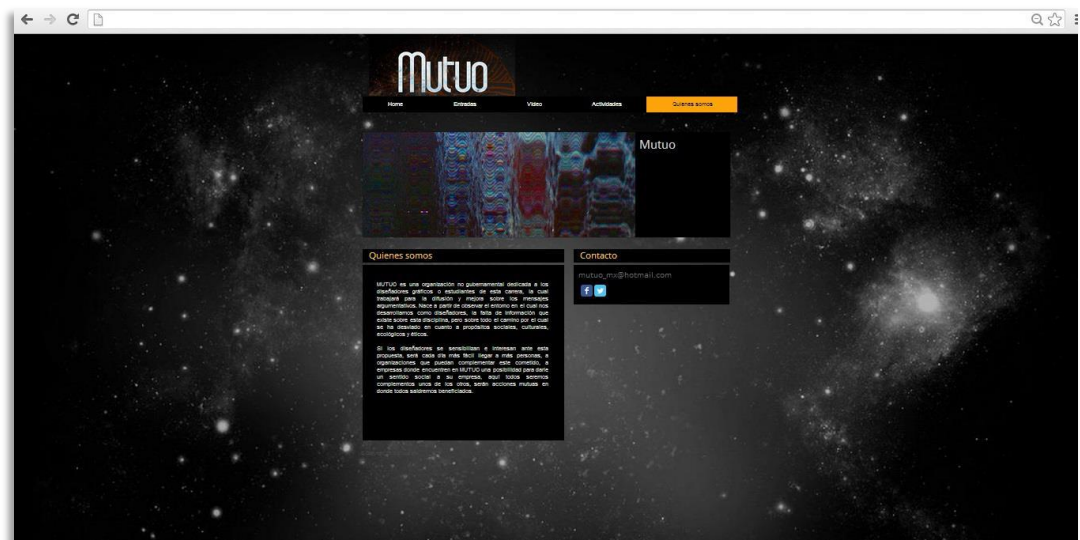 Mutuo
Home Entradas Video Actividades Quienes somos
Mutuo
Quienes somos
MUTUO es una organización no gubernamental dedicada a los
diseñadores gráficos o estudiantes de esta carrera, la cual
trabajará para la difusión y mejora sobre los mensajes
argumentativos. Nace a partir de observar el entorno en el cual nos
desarrollamos como diseñadores, la falta de información que
existe sobre esta disciplina, pero sobre todo el camino por el cual
se ha desviado en cuanto a propósitos sociales, culturales,
ecológicos y éticos.
Si los diseñadores se sensibilizan e interesan ante esta
propuesta, será cada día más fácil llegar a más personas, a
organizaciones que puedan complementar este cometido, a
empresas donde encuentren en MUTUO una posibilidad para darle
un sentido social a su empresa, aquí todos seremos
complementos unos de los otros, serán acciones mutuas en
donde todos saldremos beneficiados.
Contacto
mutuo_mx@hotmail.com